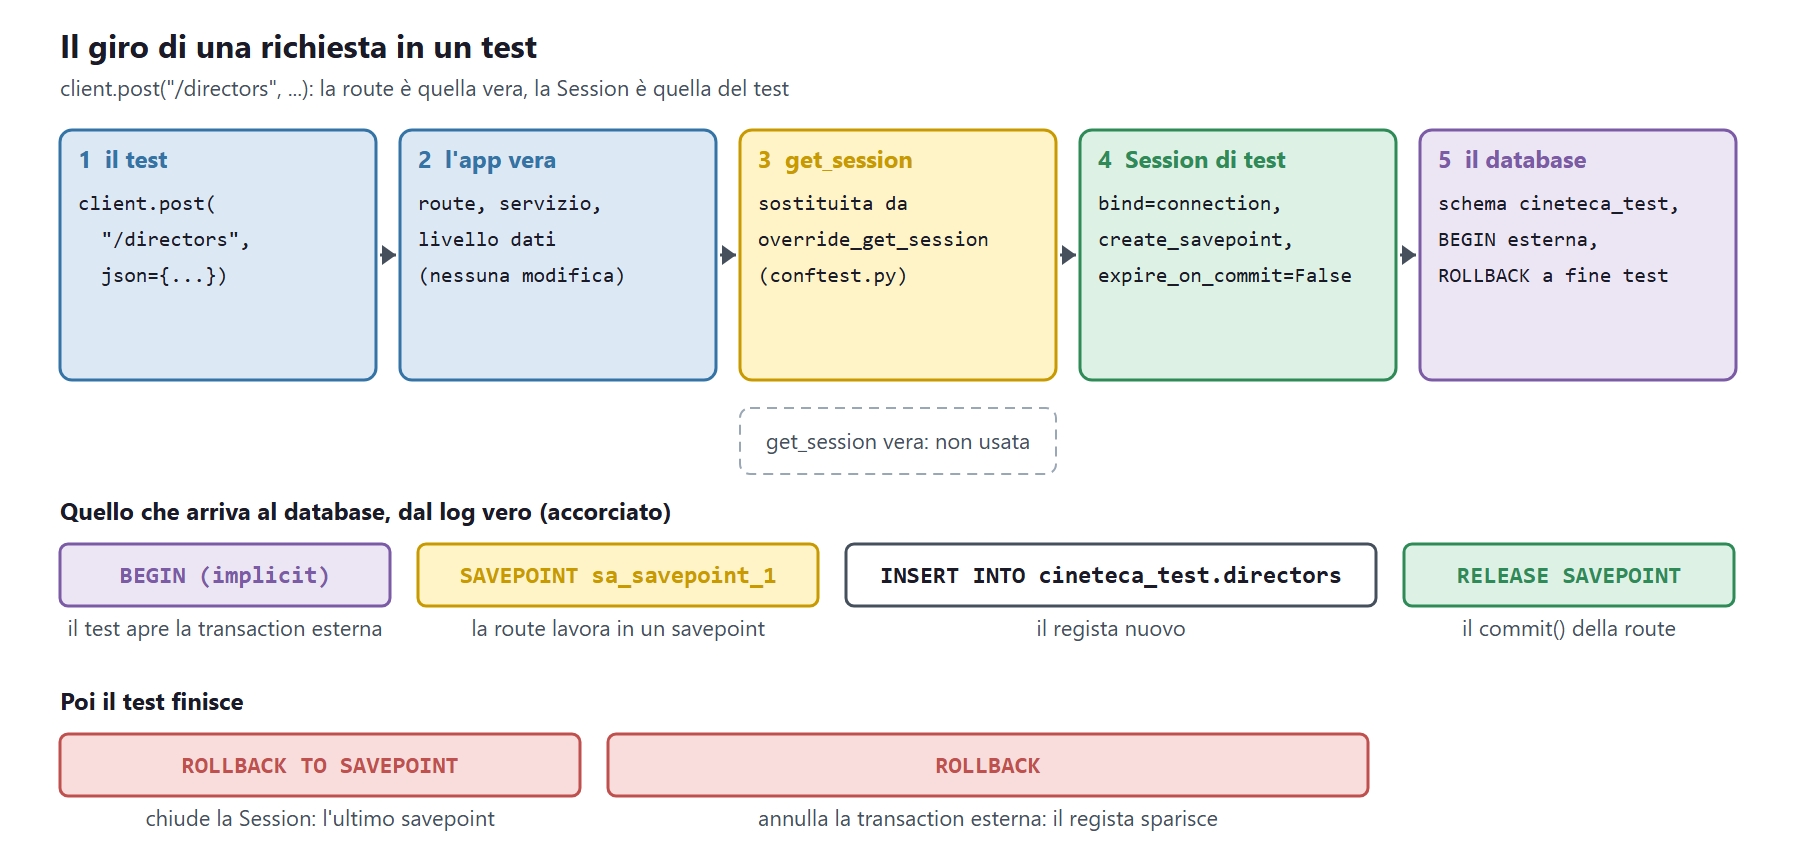 Il giro di una richiesta in un test
client.post("/directors", ...): la route è quella vera, la Session è quella del test
1 il test
client.post(
"/directors",
json={...})
2 l'app vera
route, servizio,
livello dati
(nessuna modifica)
3 get_session
sostituita da
override_get_session
(conftest.py)
4 Session di test
bind=connection,
create_savepoint,
expire_on_commit=False
5 il database
schema cineteca_test,
BEGIN esterna,
ROLLBACK a fine test
get_session vera: non usata
Quello che arriva al database, dal log vero (accorciato)
BEGIN (implicit)
SAVEPOINT sa_savepoint_1
INSERT INTO cineteca_test.directors
RELEASE SAVEPOINT
il test apre la transaction esterna
la route lavora in un savepoint
il regista nuovo
il commit() della route
Poi il test finisce
ROLLBACK TO SAVEPOINT
ROLLBACK
chiude la Session: l'ultimo savepoint
annulla la transaction esterna: il regista sparisce